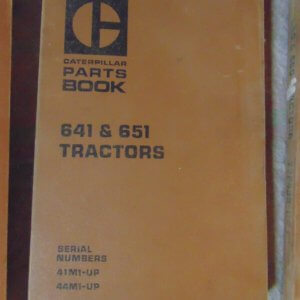 C
CATERPILLAR
PARTS
BOOK
641 & 651
TRACTORS
SERIAL
NUMBERS
41M1-UP
44M1-UP